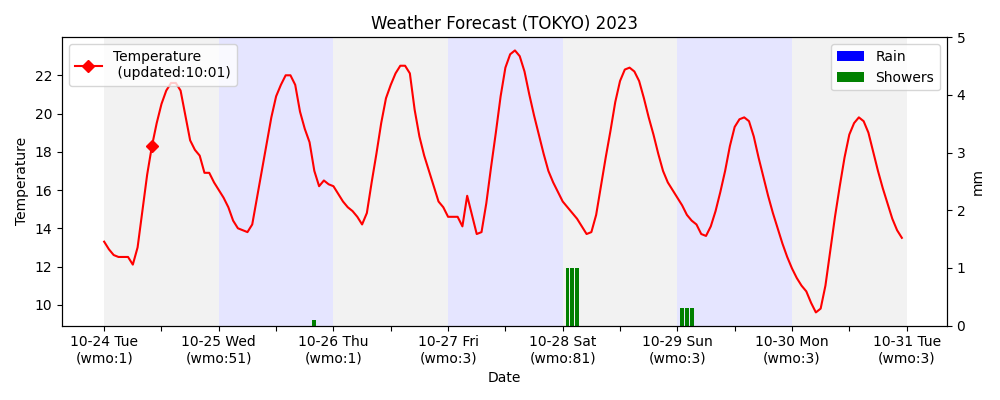 Weather Forecast (TOKYO) 2023
Temperature
(updated:10:01)
Rain
Showers
Temperature
22
20
18
16
14
12
10
5
4
3
2
1
0
mm
10-24 Tue
(wmo:1)
10-25 Wed
(wmo:51)
10-26 Thu
(wmo:1)
10-27 Fri
(wmo:3)
10-28 Sat
(wmo:81)
10-29 Sun
(wmo:3)
10-30 Mon
(wmo:3)
10-31 Tue
(wmo:3)
Date